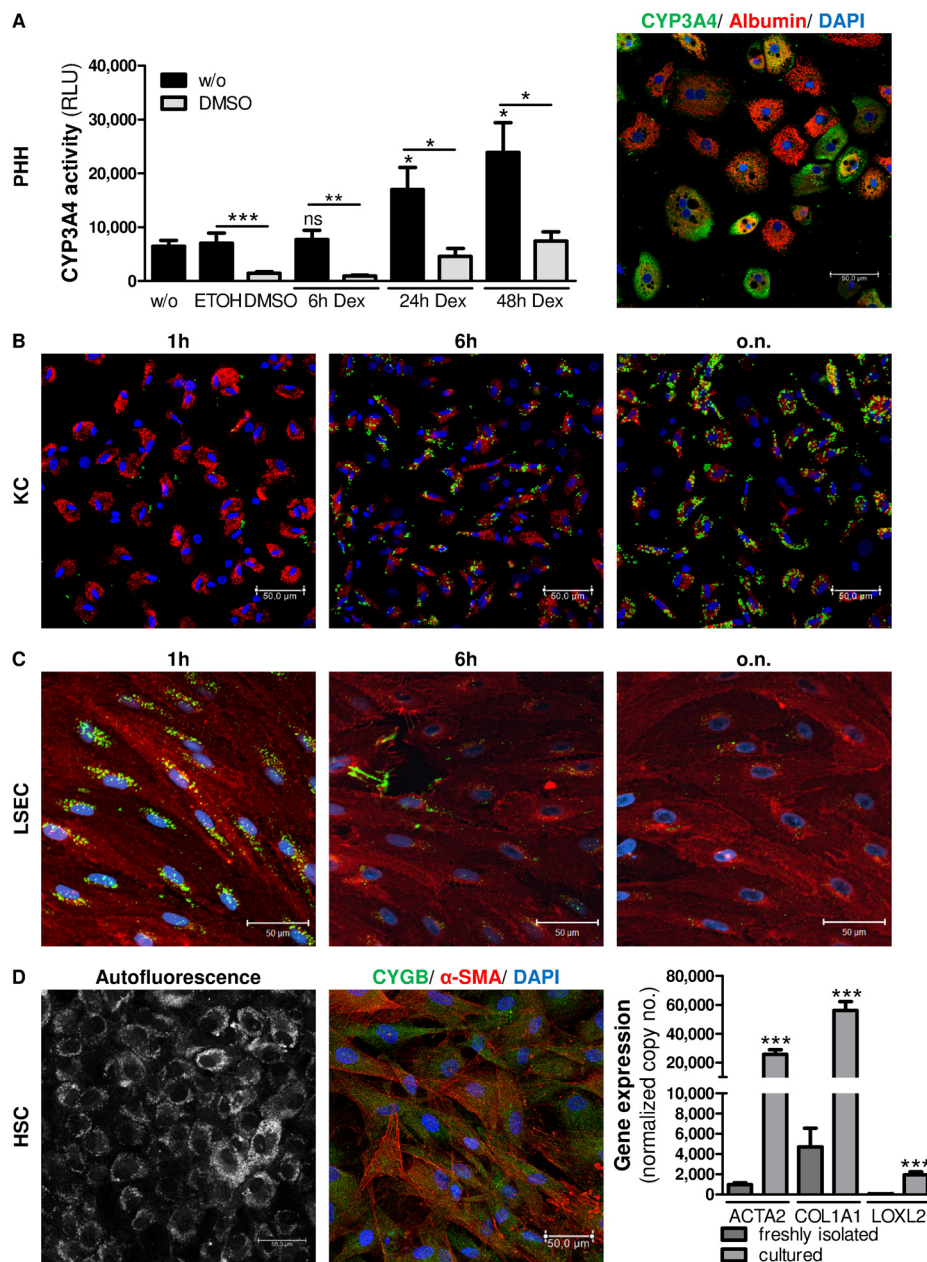 A
PHH
CYP3A4 activity (RLU)
40,000
30,000
20,000
10,000
0
w/o
DMSO
***
ns
**
*
*
*
*
w/o
ETOH
DMSO
6h Dex
24h Dex
48h Dex
CYP3A4/ Albumin/ DAPI
50,0 µm
B
KC
1h
6h
o.n.
50,0 µm
50,0 µm
50,0 µm
C
LSEC
1h
6h
o.n.
50 µm
50 µm
50 µm
D
HSC
Autofluorescence
50,0 µm
CYGB/ α-SMA/ DAPI
50,0 µm
Gene expression
(normalized copy no.)
80,000
60,000
40,000
20,000
10,000
8,000
6,000
4,000
2,000
0
***
***
***
ACTA2
COL1A1
LOXL2
freshly isolated
cultured